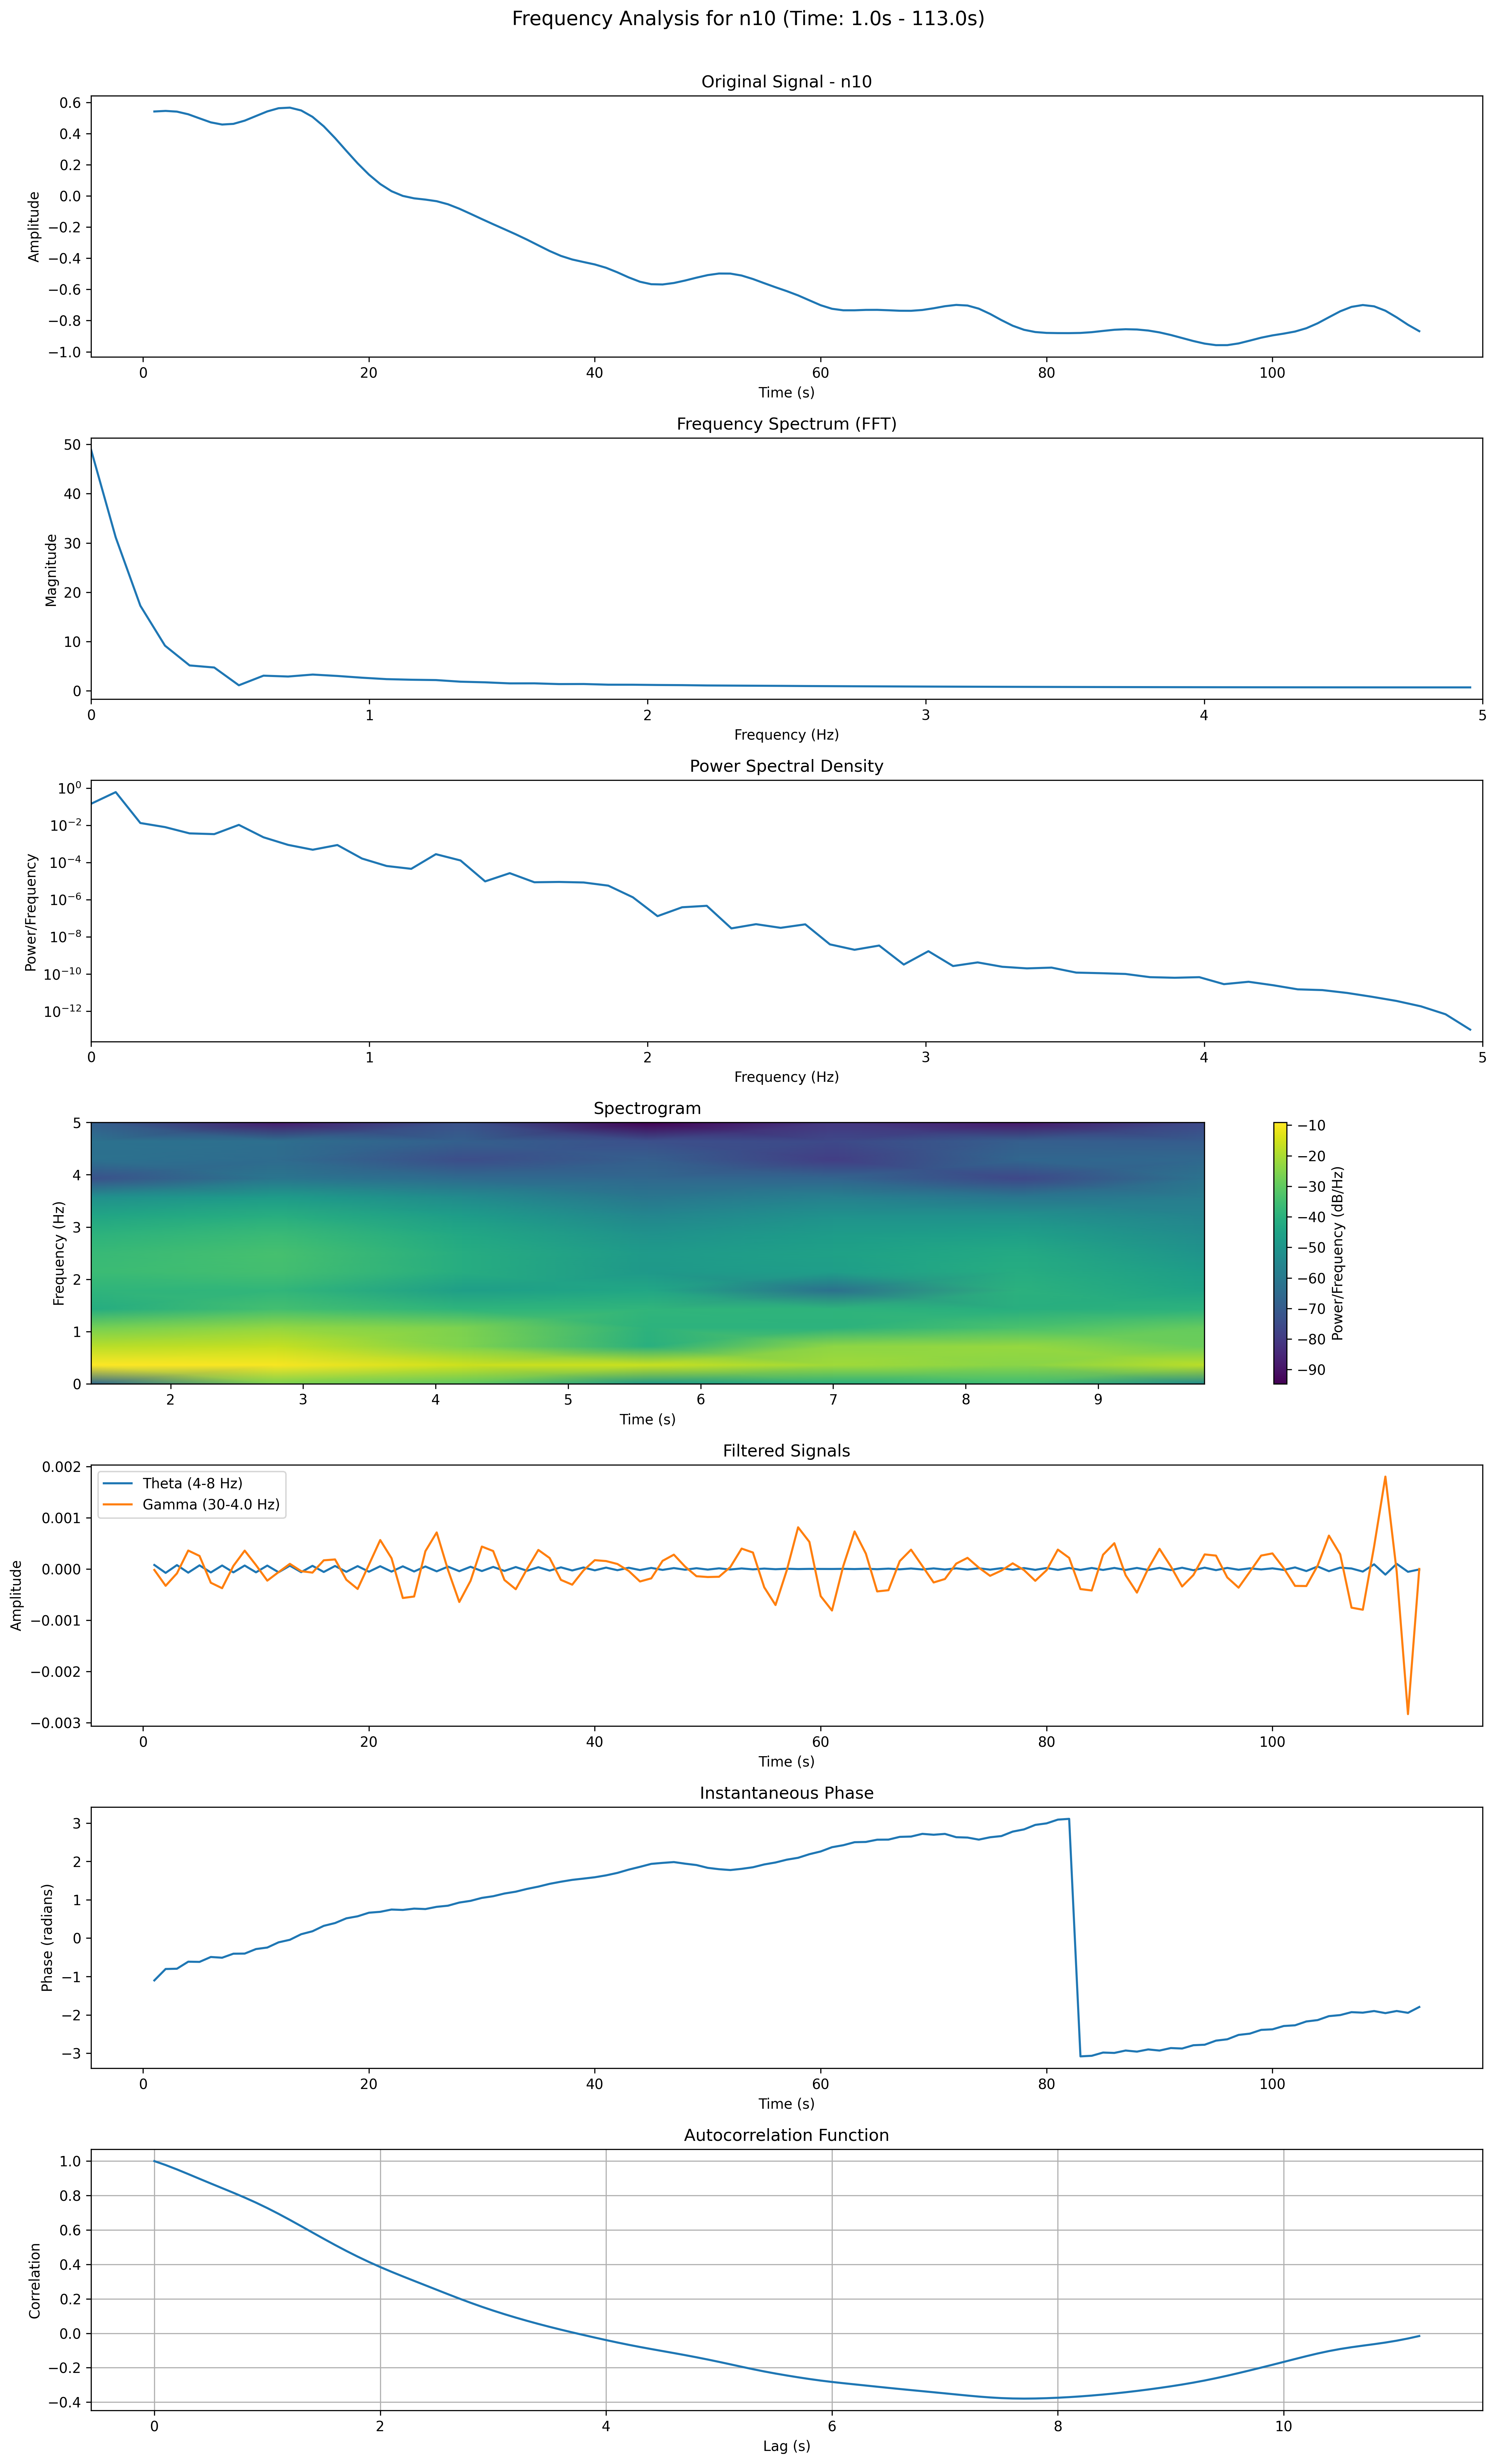 Frequency Analysis for n10 (Time: 1.0s - 113.0s)
Original Signal - n10
Amplitude
0.6
0.4
0.2
0.0
−0.2
−0.4
−0.6
−0.8
−1.0
0 20 40 60 80 100
Time (s)
Frequency Spectrum (FFT)
Magnitude
50
40
30
20
10
0
0 1 2 3 4 5
Frequency (Hz)
Power Spectral Density
Power/Frequency
10⁰
10⁻²
10⁻⁴
10⁻⁶
10⁻⁸
10⁻¹⁰
10⁻¹²
0 1 2 3 4 5
Frequency (Hz)
Spectrogram
Frequency (Hz)
5
4
3
2
1
0
2 3 4 5 6 7 8 9
Time (s)
−10
−20
−30
−40
−50
−60
−70
−80
−90
Power/Frequency (dB/Hz)
Filtered Signals
Amplitude
0.002
0.001
0.000
−0.001
−0.002
−0.003
Theta (4-8 Hz)
Gamma (30-4.0 Hz)
0 20 40 60 80 100
Time (s)
Instantaneous Phase
Phase (radians)
3
2
1
0
−1
−2
−3
0 20 40 60 80 100
Time (s)
Autocorrelation Function
Correlation
1.0
0.8
0.6
0.4
0.2
0.0
−0.2
−0.4
0 2 4 6 8 10
Lag (s)